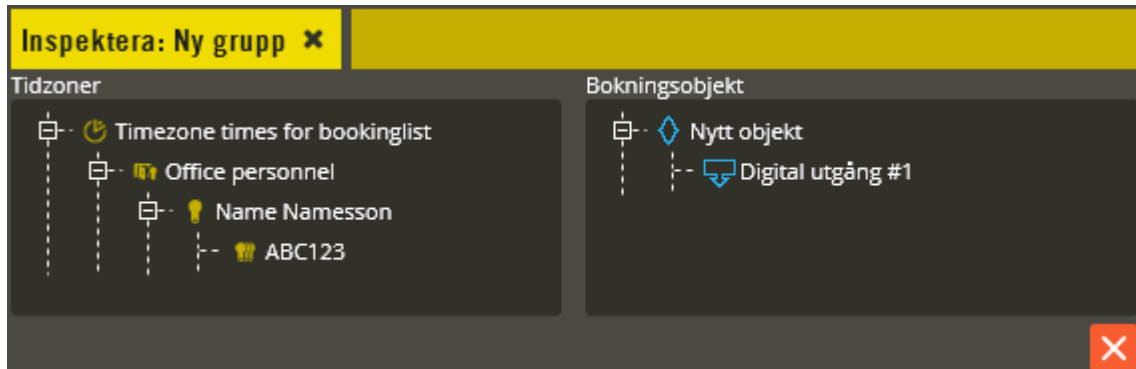 Inspektera: Ny grupp
Tidzoner
Timezone times for bookinglist
Office personnel
Name Namesson
ABC123
Bokningsobjekt
Nytt objekt
Digital utgång #1